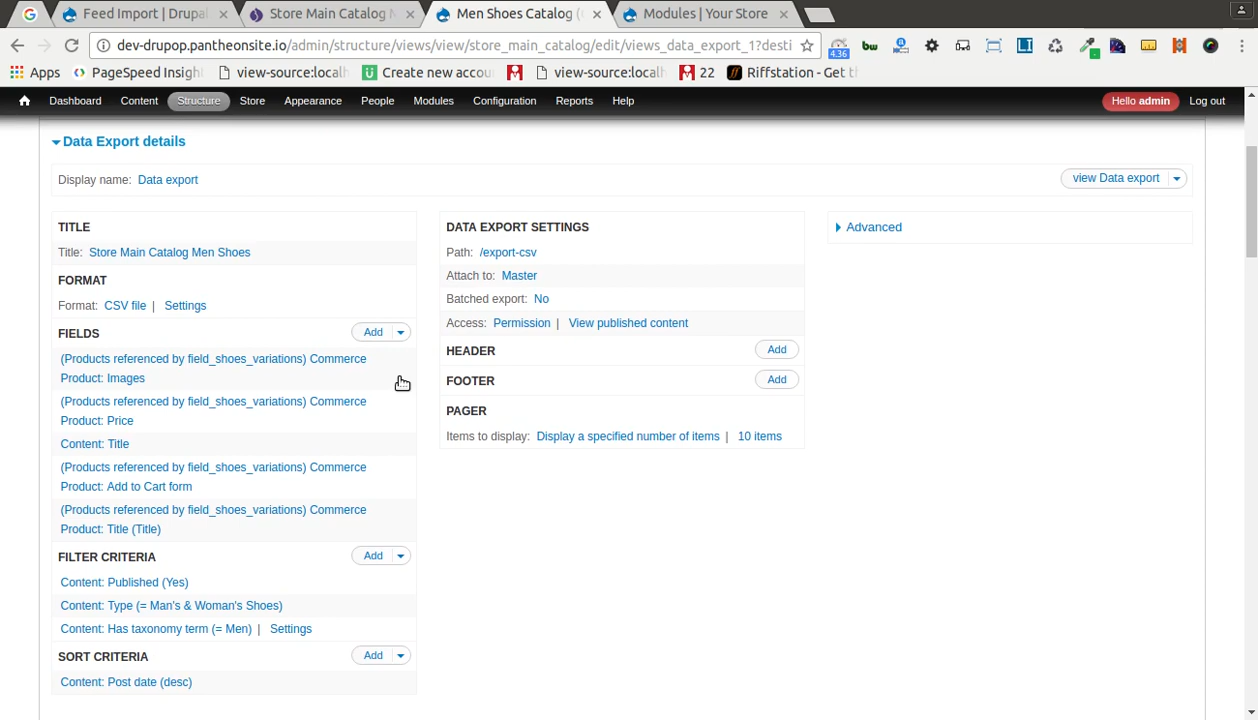 Feed Import | Drupal
Store Main Catalog M
Men Shoes Catalog (
Modules | Your Store
dev-drupop.pantheonsite.io/admin/structure/views/view/store_main_catalog/edit/views_data_export_1?desti
4.36
bw
LI
Apps
PageSpeed Insigh
view-source:local
Create new accou
view-source:local
22
Riffstation - Get t
Dashboard
Content
Structure
Store
Appearance
People
Modules
Configuration
Reports
Help
Hello admin
Log out
Data Export details
Display name: Data export
view Data export
TITLE
Title: Store Main Catalog Men Shoes
FORMAT
Format: CSV file | Settings
FIELDS
Add
(Products referenced by field_shoes_variations) Commerce
Product: Images
(Products referenced by field_shoes_variations) Commerce
Product: Price
Content: Title
(Products referenced by field_shoes_variations) Commerce
Product: Add to Cart form
(Products referenced by field_shoes_variations) Commerce
Product: Title (Title)
FILTER CRITERIA
Add
Content: Published (Yes)
Content: Type (= Man's & Woman's Shoes)
Content: Has taxonomy term (= Men) | Settings
SORT CRITERIA
Add
Content: Post date (desc)
DATA EXPORT SETTINGS
Path: /export-csv
Attach to: Master
Batched export: No
Access: Permission | View published content
HEADER
Add
FOOTER
Add
PAGER
Items to display: Display a specified number of items | 10 items
Advanced